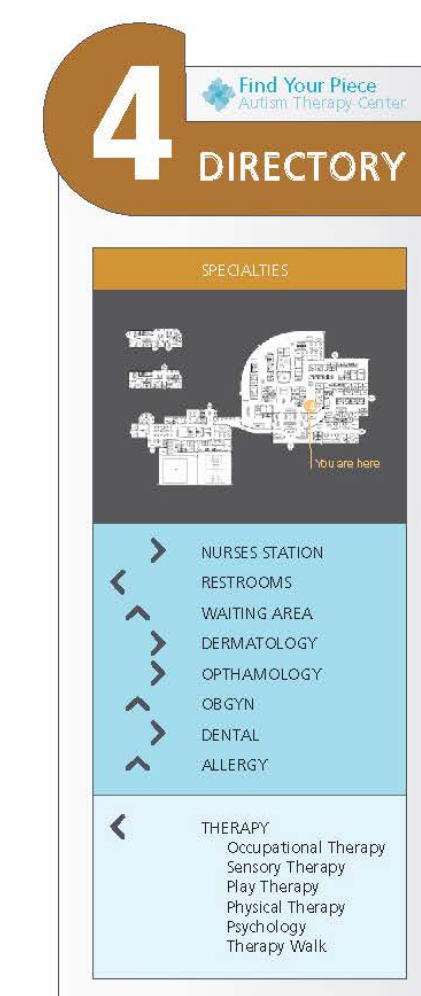 4
Find Your Piece
Autism Therapy Center
DIRECTORY
SPECIALTIES
You are here
NURSES STATION
RESTROOMS
WAITING AREA
DERMATOLOGY
OPTHAMOLOGY
OBGYN
DENTAL
ALLERGY
THERAPY
Occupational Therapy
Sensory Therapy
Play Therapy
Physical Therapy
Psychology
Therapy Walk